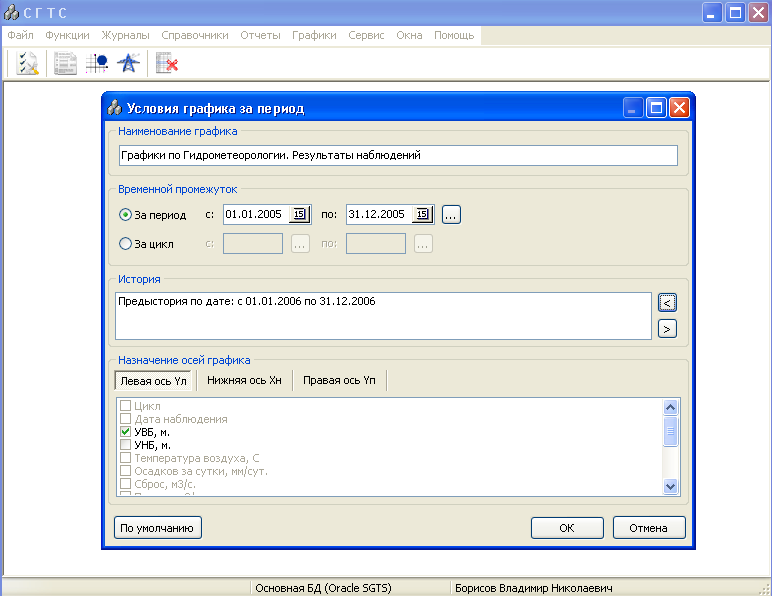 СГТС
Файл Функции Журналы Справочники Отчеты Графики Сервис Окна Помощь
Условия графика за период
Наименование графика
Графики по Гидрометеорологии. Результаты наблюдений
Временной промежуток
За период с: 01.01.2005 15 по: 31.12.2005 15 ...
За цикл с: ... по: ...
История
Предыстория по дате: с 01.01.2006 по 31.12.2006
<
>
Назначение осей графика
Левая ось Yл Нижняя ось Xн Правая ось Yп
Цикл
Дата наблюдения
УВБ, м.
УНБ, м.
Температура воздуха, С
Осадков за сутки, мм/сут.
Сброс, м3/с.
По умолчанию ОК Отмена
Основная БД (Oracle SGTS) Борисов Владимир Николаевич